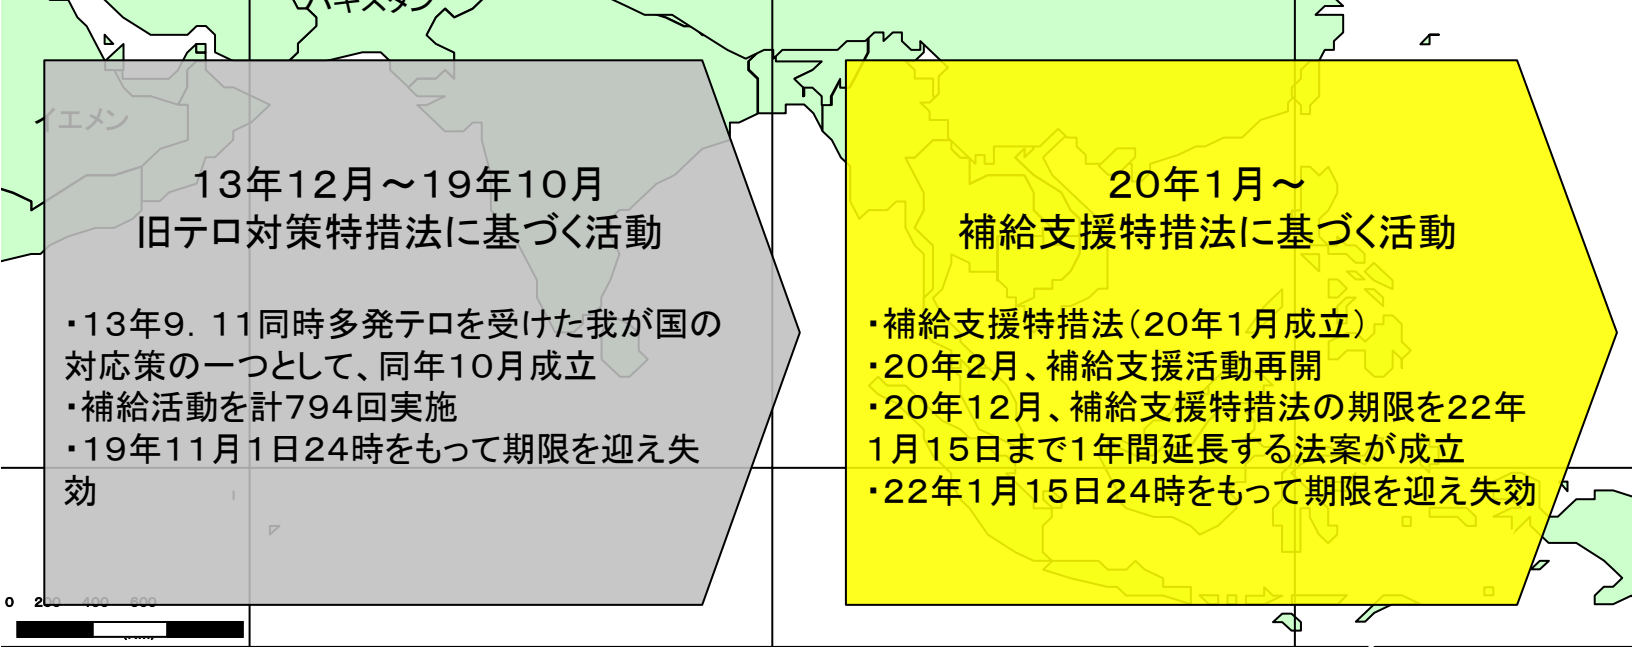 パキスタン
イエメン
13年12月～19年10月
旧テロ対策特措法に基づく活動
・13年9．11同時多発テロを受けた我が国の
対応策の一つとして、同年10月成立
・補給活動を計794回実施
・19年11月1日24時をもって期限を迎え失
効
20年1月～
補給支援特措法に基づく活動
・補給支援特措法（20年1月成立）
・20年2月、補給支援活動再開
・20年12月、補給支援特措法の期限を22年
1月15日まで1年間延長する法案が成立
・22年1月15日24時をもって期限を迎え失効
0 200 400 600